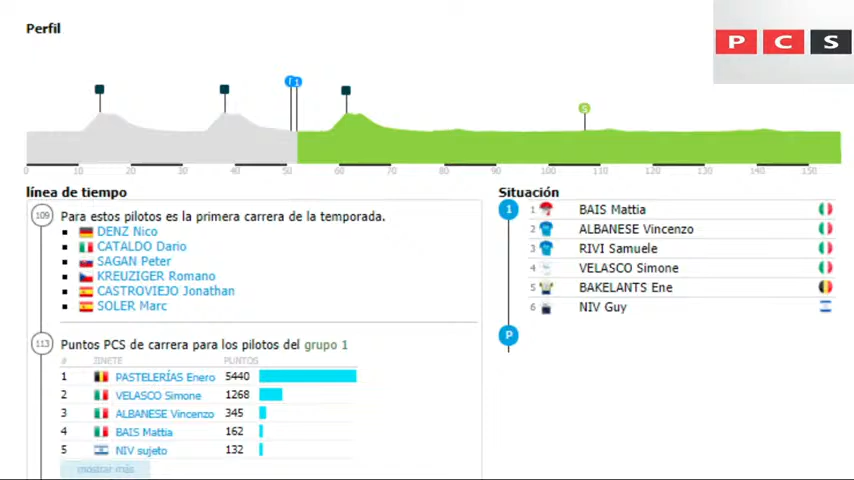 Perfil
P C S
1
S
0 10 20 30 40 50 60 70 80 90 100 110 120 130 140 150
línea de tiempo
109
Para estos pilotos es la primera carrera de la temporada.
DENZ Nico
CATALDO Dario
SAGAN Peter
KREUZIGER Romano
CASTROVIEJO Jonathan
SOLER Marc
113
Puntos PCS de carrera para los pilotos del grupo 1
# JINETE PUNTOS
1 PASTELERÍAS Enero 5440
2 VELASCO Simone 1268
3 ALBANESE Vincenzo 345
4 BAIS Mattia 162
5 NIV sujeto 132
mostrar más
Situación
1
1 BAIS Mattia
2 ALBANESE Vincenzo
3 RIVI Samuele
4 VELASCO Simone
5 BAKELANTS Ene
6 NIV Guy
P